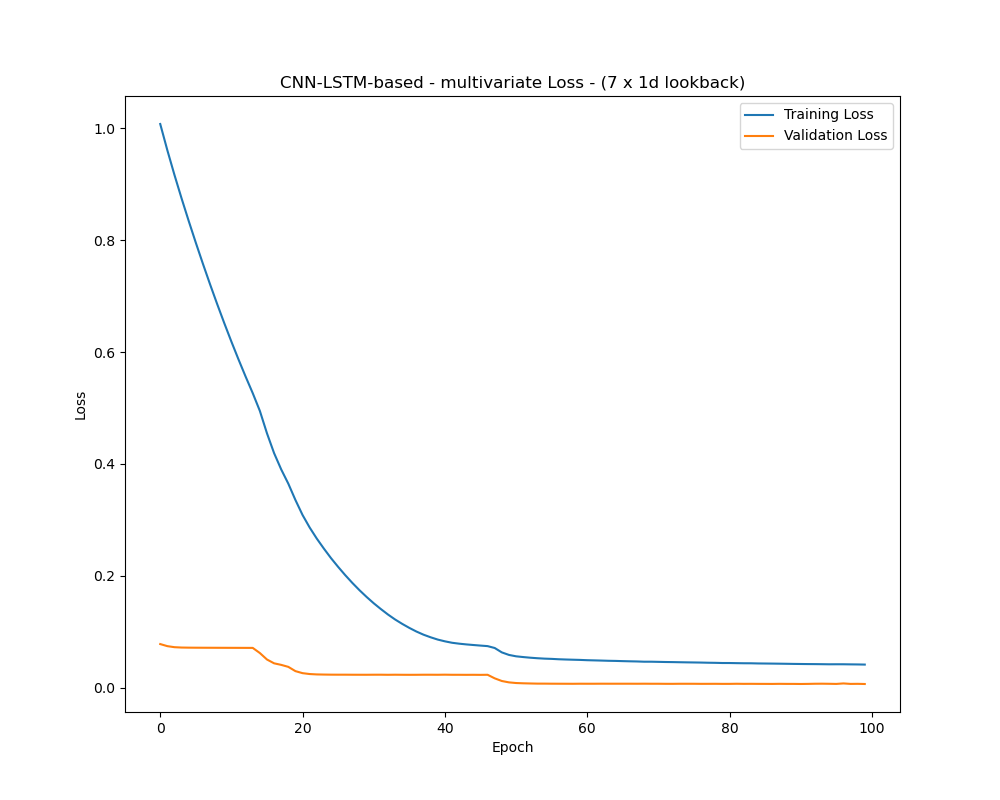 CNN-LSTM-based - multivariate Loss - (7 x 1d lookback)
Training Loss
Validation Loss
1.0
0.8
0.6
0.4
0.2
0.0
Loss
0 20 40 60 80 100
Epoch